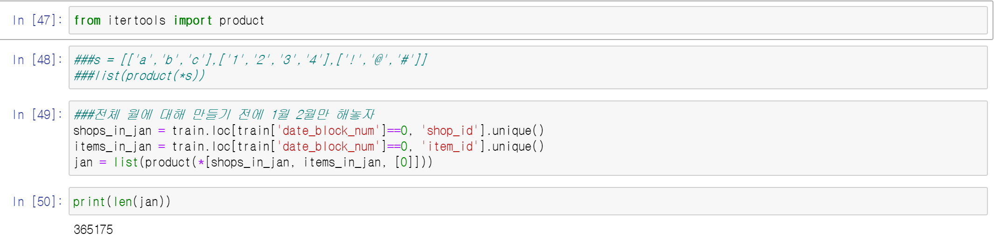 In [47]: from itertools import product
In [48]: ###s = [['a','b','c'],['1','2','3','4'],['!','@','#']]
###list(product(*s))
In [49]: ###전체 월에 대해 만들기 전에 1월 2월만 해놓자
shops_in_jan = train.loc[train['date_block_num']==0, 'shop_id'].unique()
items_in_jan = train.loc[train['date_block_num']==0, 'item_id'].unique()
jan = list(product(*[shops_in_jan, items_in_jan, [0]]))
In [50]: print(len(jan))
365175